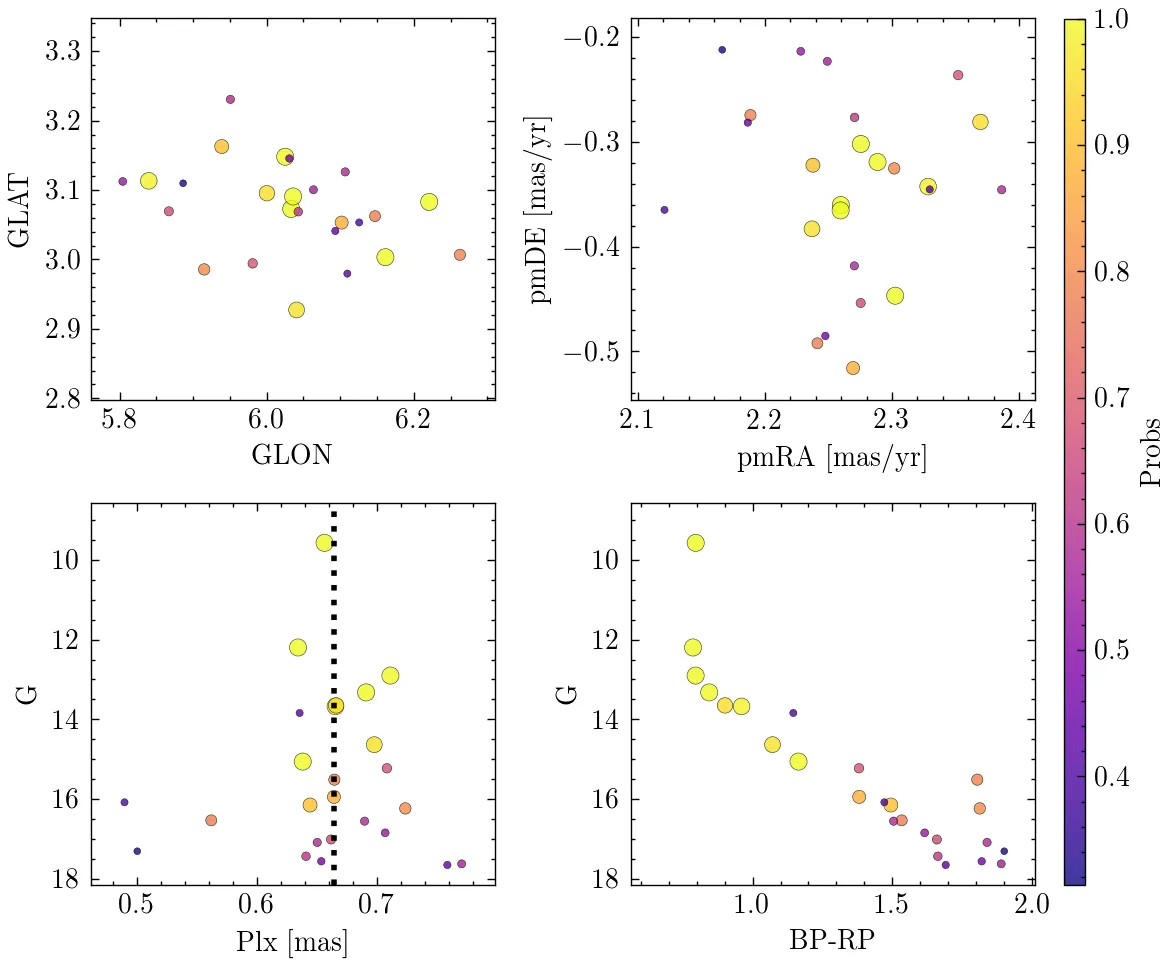 3.3
3.2
3.1
3.0
2.9
2.8
GLAT
5.8 6.0 6.2
GLON
−0.2
−0.3
−0.4
−0.5
pmDE [mas/yr]
2.1 2.2 2.3 2.4
pmRA [mas/yr]
1.0
0.9
0.8
0.7
0.6
0.5
0.4
Probs
10
12
14
16
18
G
0.5 0.6 0.7
Plx [mas]
10
12
14
16
18
G
1.0 1.5 2.0
BP-RP